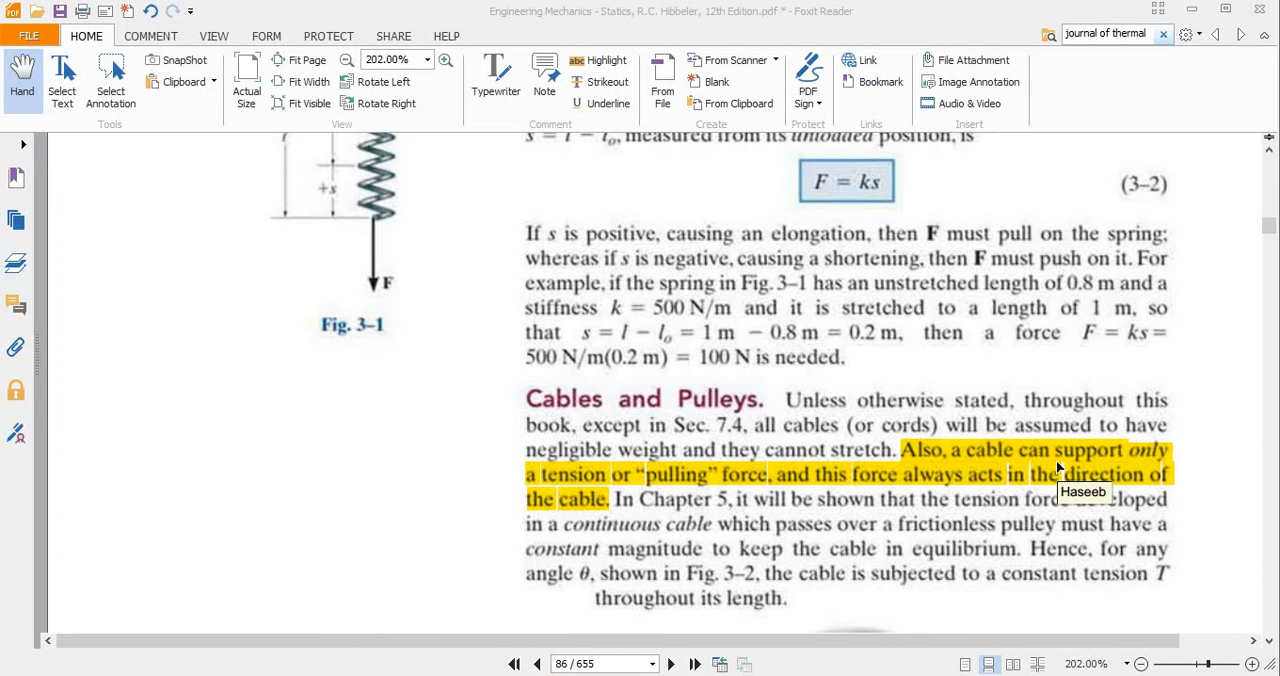 Engineering Mechanics - Statics, R.C. Hibbeler, 12th Edition.pdf * - Foxit Reader
FILE HOME COMMENT VIEW FORM PROTECT SHARE HELP
journal of thermal
Hand
Select Text
Select Annotation
SnapShot
Clipboard
Tools
Actual Size
Fit Page
Fit Width
Fit Visible
202.00%
Rotate Left
Rotate Right
View
Typewriter
Note
Highlight
Strikeout
Underline
Comment
From File
From Scanner
Blank
From Clipboard
Create
PDF Sign
Protect
Link
Bookmark
Links
File Attachment
Image Annotation
Audio & Video
Insert
+s
F
Fig. 3–1
s = l − lo, measured from its unloaded position, is
F = ks
(3–2)
If s is positive, causing an elongation, then F must pull on the spring;
whereas if s is negative, causing a shortening, then F must push on it. For
example, if the spring in Fig. 3–1 has an unstretched length of 0.8 m and a
stiffness k = 500 N/m and it is stretched to a length of 1 m, so
that s = l − lo = 1 m − 0.8 m = 0.2 m, then a force F = ks =
500 N/m(0.2 m) = 100 N is needed.
Cables and Pulleys. Unless otherwise stated, throughout this
book, except in Sec. 7.4, all cables (or cords) will be assumed to have
negligible weight and they cannot stretch. Also, a cable can support only
a tension or “pulling” force, and this force always acts in the direction of
the cable. In Chapter 5, it will be shown that the tension
Haseeb
in a continuous cable which passes over a frictionless pulley must have a
constant magnitude to keep the cable in equilibrium. Hence, for any
angle θ, shown in Fig. 3–2, the cable is subjected to a constant tension T
throughout its length.
86 / 655
202.00%